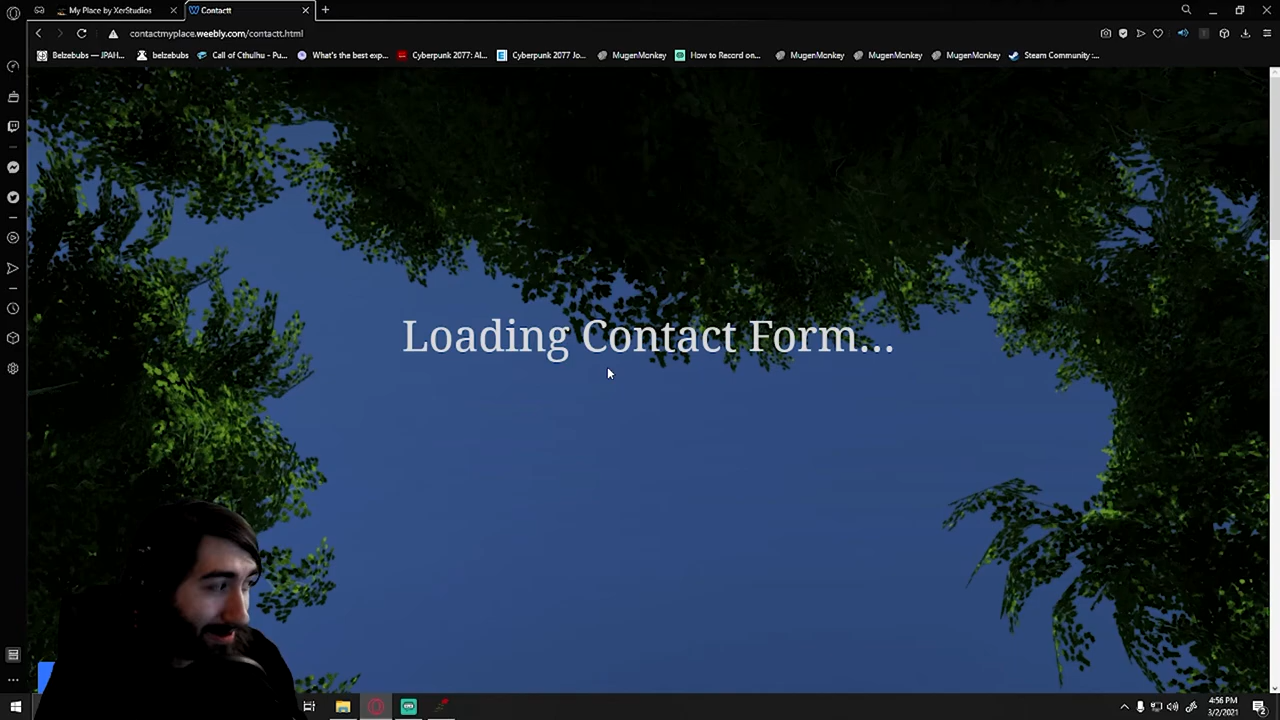 My Place by XerStudios
Contactt
contactmyplace.weebly.com/contactt.html
Belzebubs — JPAH...
belzebubs
Call of Cthulhu - Pu...
What's the best exp...
Cyberpunk 2077: Al...
Cyberpunk 2077 Jo...
MugenMonkey
How to Record on...
MugenMonkey
MugenMonkey
MugenMonkey
Steam Community :...
Loading Contact Form...
4:56 PM
3/2/2021
2